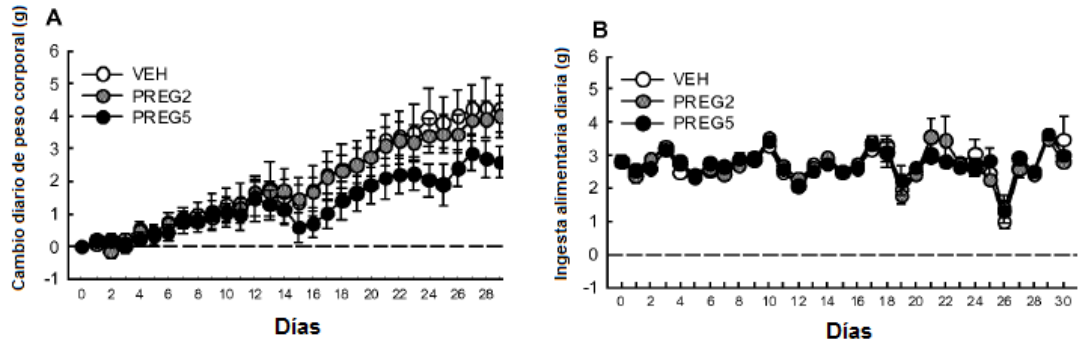 A
Cambio diario de peso corporal (g)
6
5
4
3
2
1
0
-1
VEH
PREG2
PREG5
0 2 4 6 8 10 12 14 16 18 20 22 24 26 28
Días
B
Ingesta alimentaria diaria (g)
6
5
4
3
2
1
0
-1
VEH
PREG2
PREG5
0 2 4 6 8 10 12 14 16 18 20 22 24 26 28 30
Días